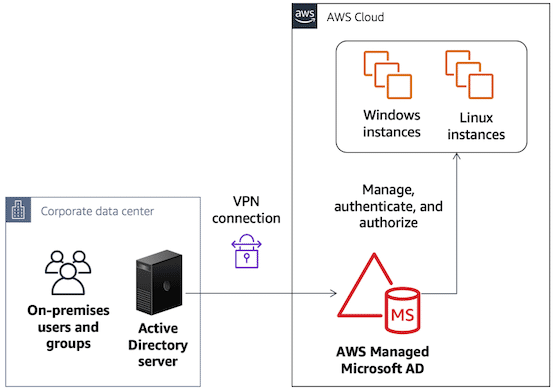 aws
AWS Cloud
Windows
instances
Linux
instances
Manage,
authenticate, and
authorize
VPN
connection
Corporate data center
On-premises
users and
groups
Active
Directory
server
MS
AWS Managed
Microsoft AD